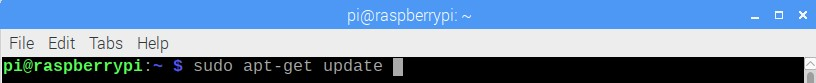 pi@raspberrypi: ~
File Edit Tabs Help
pi@raspberrypi:~ $ sudo apt-get update